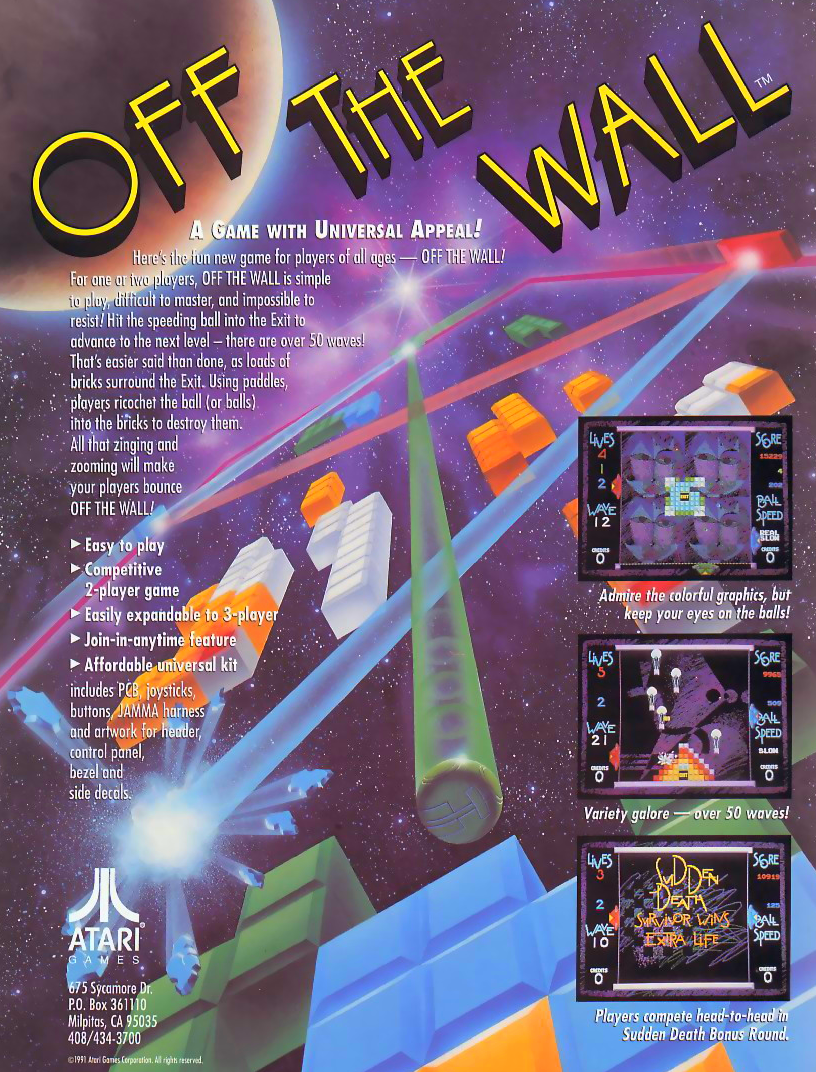 OFF THE WALL™
A GAME WITH UNIVERSAL APPEAL!
Here's the fun new game for players of all ages — OFF THE WALL!
For one or two players, OFF THE WALL is simple
to play, difficult to master, and impossible to
resist! Hit the speeding ball into the Exit to
advance to the next level – there are over 50 waves!
That's easier said than done, as loads of
bricks surround the Exit. Using paddles,
players ricochet the ball (or balls)
into the bricks to destroy them.
All that zinging and
zooming will make
your players bounce
OFF THE WALL!
► Easy to play
► Competitive
2-player game
► Easily expandable to 3-player
► Join-in-anytime feature
► Affordable universal kit
includes PCB, joysticks,
buttons, JAMMA harness
and artwork for header,
control panel,
bezel and
side decals.
ATARI®
GAMES
675 Sycamore Dr.
P.O. Box 361110
Milpitas, CA 95035
408/434-3700
©1991 Atari Games Corporation. All rights reserved.
LIVES
4
1
2
WAVE
12
CREDITS
0
EXIT
SCORE
15229
4
202
BALL
SPEED
REAL
SLOW
CREDITS
0
Admire the colorful graphics, but
keep your eyes on the balls!
LIVES
5
2
WAVE
21
CREDITS
0
EXIT
SCORE
9965
509
BALL
SPEED
SLOW
CREDITS
0
Variety galore — over 50 waves!
LIVES
3
2
WAVE
10
CREDITS
0
SUDDEN
DEATH
SURVIVOR WINS
EXTRA LIFE
SCORE
10919
125
BALL
SPEED
CREDITS
0
Players compete head-to-head in
Sudden Death Bonus Round.